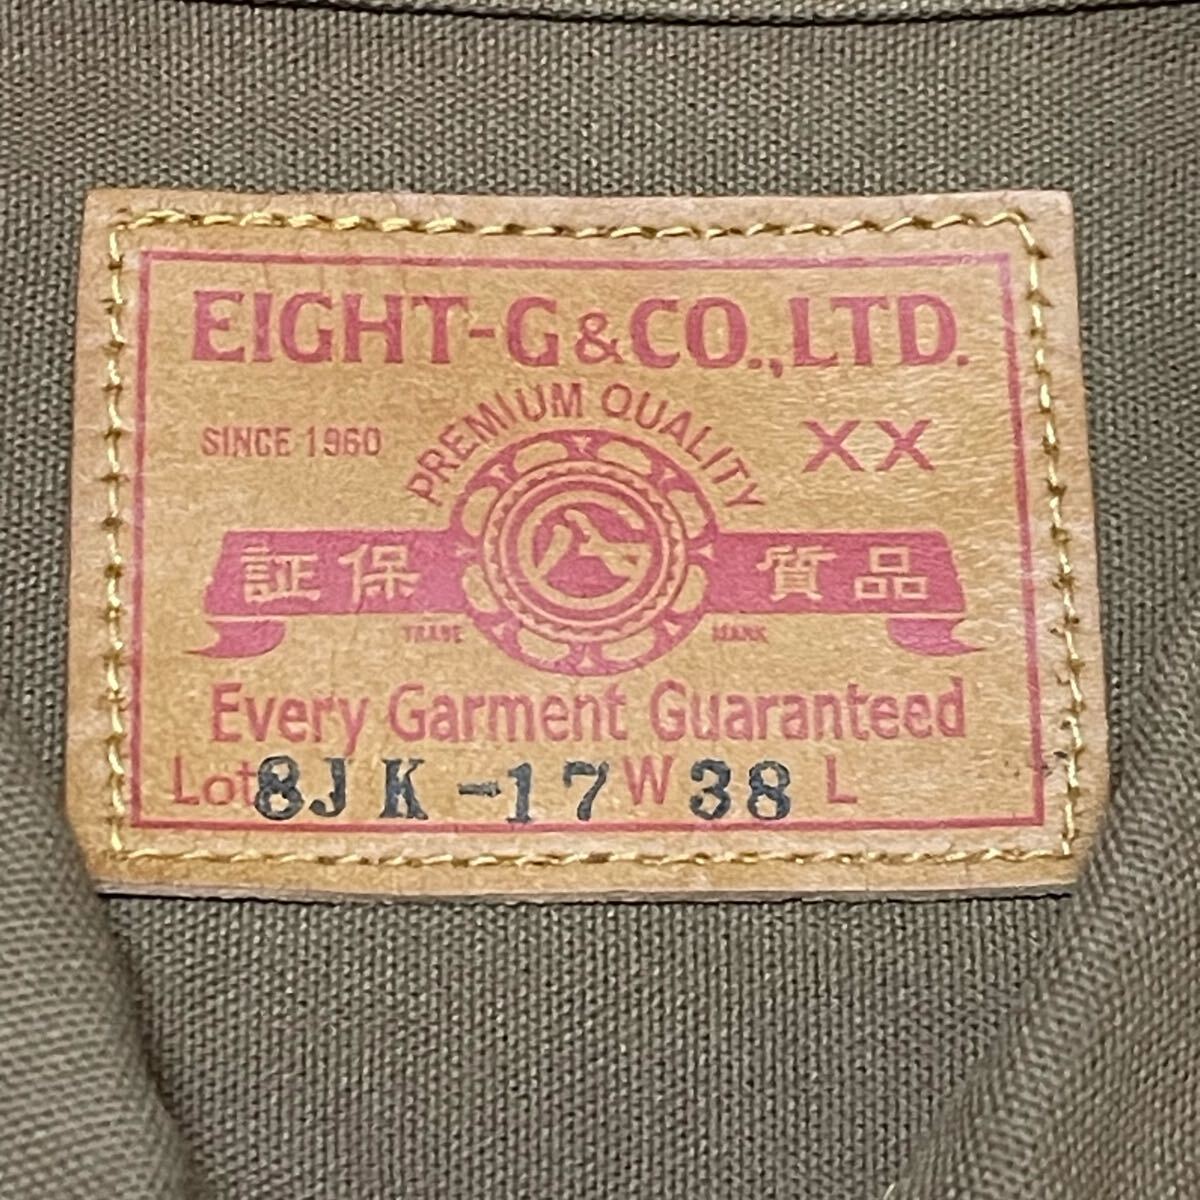 EIGHT-G&CO.,LTD.
PREMIUM QUALITY
SINCE 1960
XX
証保 質品
TRADE MARK
Every Garment Guaranteed
Lot 8JK-17 W 38 L